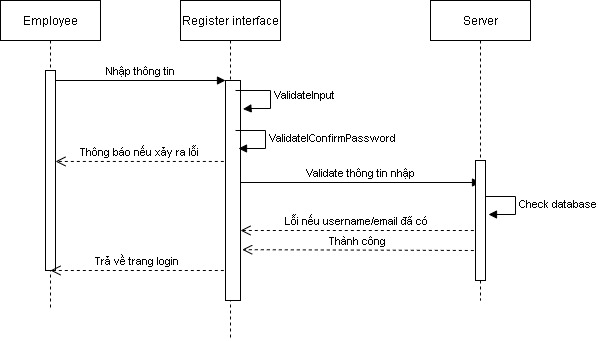 Employee
Register interface
Server
Nhập thông tin
ValidateInput
ValidatelConfirmPassword
Thông báo nếu xảy ra lỗi
Validate thông tin nhập
Check database
Lỗi nếu username/email đã có
Thành công
Trả về trang login